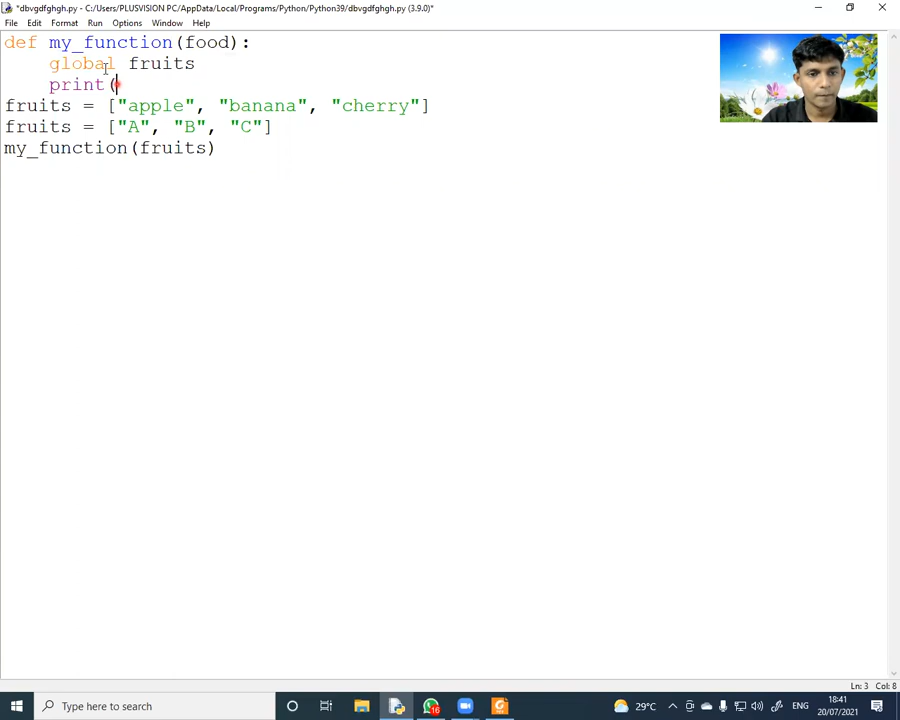 *dbvgdfghgh.py - C:/Users/PLUSVISION PC/AppData/Local/Programs/Python/Python39/dbvgdfghgh.py (3.9.0)*
File Edit Format Run Options Window Help
def my_function(food):
    global fruits
    print(
fruits = ["apple", "banana", "cherry"]
fruits = ["A", "B", "C"]
my_function(fruits)
Ln: 3 Col: 8
Type here to search
16
29°C
ENG
18:41
20/07/2021